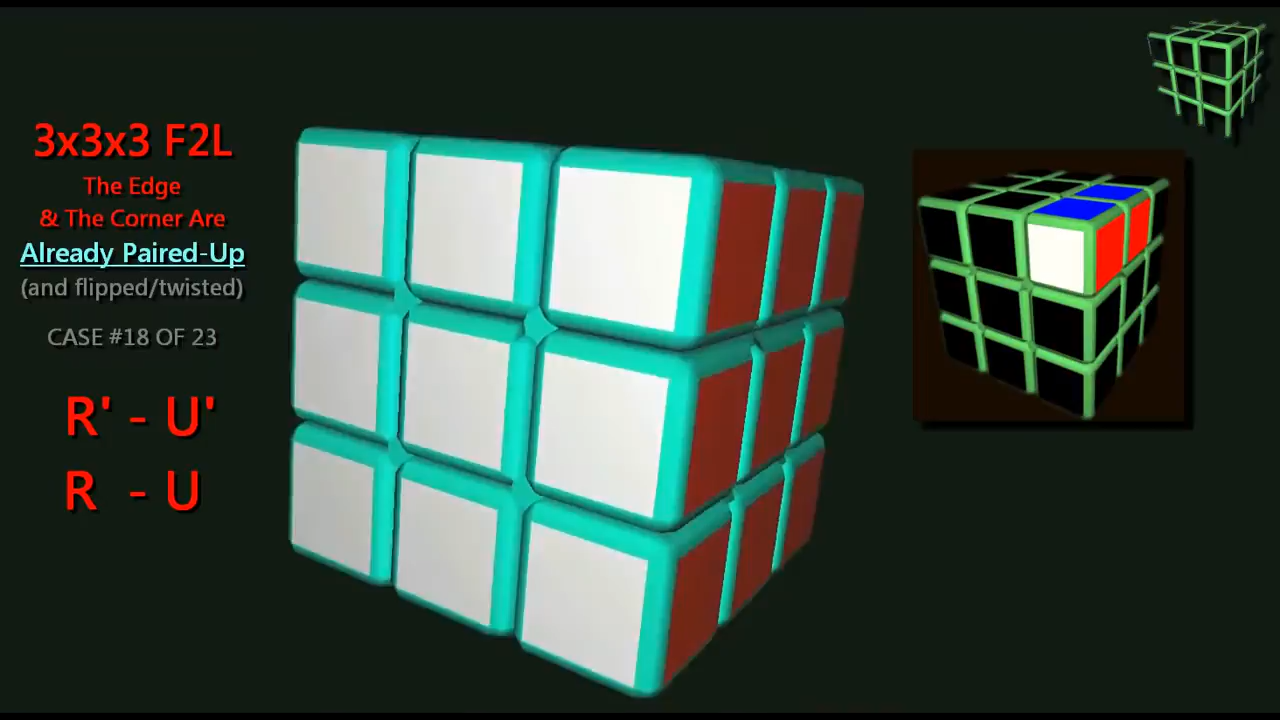 3x3x3 F2L
The Edge
& The Corner Are
Already Paired-Up
(and flipped/twisted)
CASE #18 OF 23
R' - U'
R - U